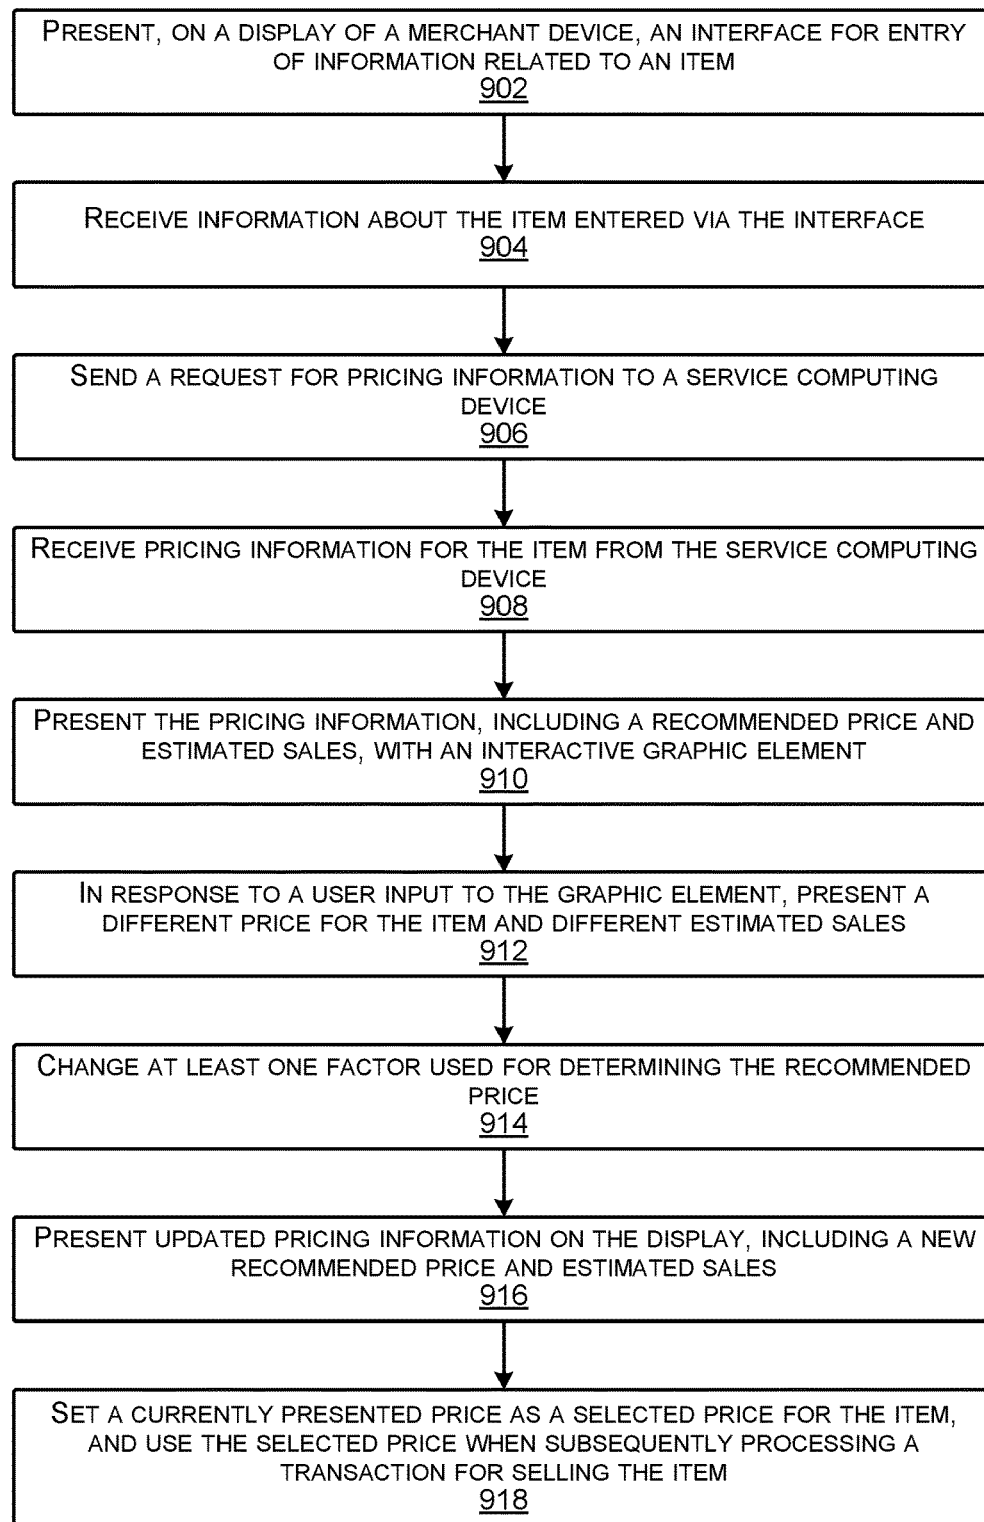 PRESENT, ON A DISPLAY OF A MERCHANT DEVICE, AN INTERFACE FOR ENTRY
OF INFORMATION RELATED TO AN ITEM
902
RECEIVE INFORMATION ABOUT THE ITEM ENTERED VIA THE INTERFACE
904
SEND A REQUEST FOR PRICING INFORMATION TO A SERVICE COMPUTING
DEVICE
906
RECEIVE PRICING INFORMATION FOR THE ITEM FROM THE SERVICE COMPUTING
DEVICE
908
PRESENT THE PRICING INFORMATION, INCLUDING A RECOMMENDED PRICE AND
ESTIMATED SALES, WITH AN INTERACTIVE GRAPHIC ELEMENT
910
IN RESPONSE TO A USER INPUT TO THE GRAPHIC ELEMENT, PRESENT A
DIFFERENT PRICE FOR THE ITEM AND DIFFERENT ESTIMATED SALES
912
CHANGE AT LEAST ONE FACTOR USED FOR DETERMINING THE RECOMMENDED
PRICE
914
PRESENT UPDATED PRICING INFORMATION ON THE DISPLAY, INCLUDING A NEW
RECOMMENDED PRICE AND ESTIMATED SALES
916
SET A CURRENTLY PRESENTED PRICE AS A SELECTED PRICE FOR THE ITEM,
AND USE THE SELECTED PRICE WHEN SUBSEQUENTLY PROCESSING A
TRANSACTION FOR SELLING THE ITEM
918